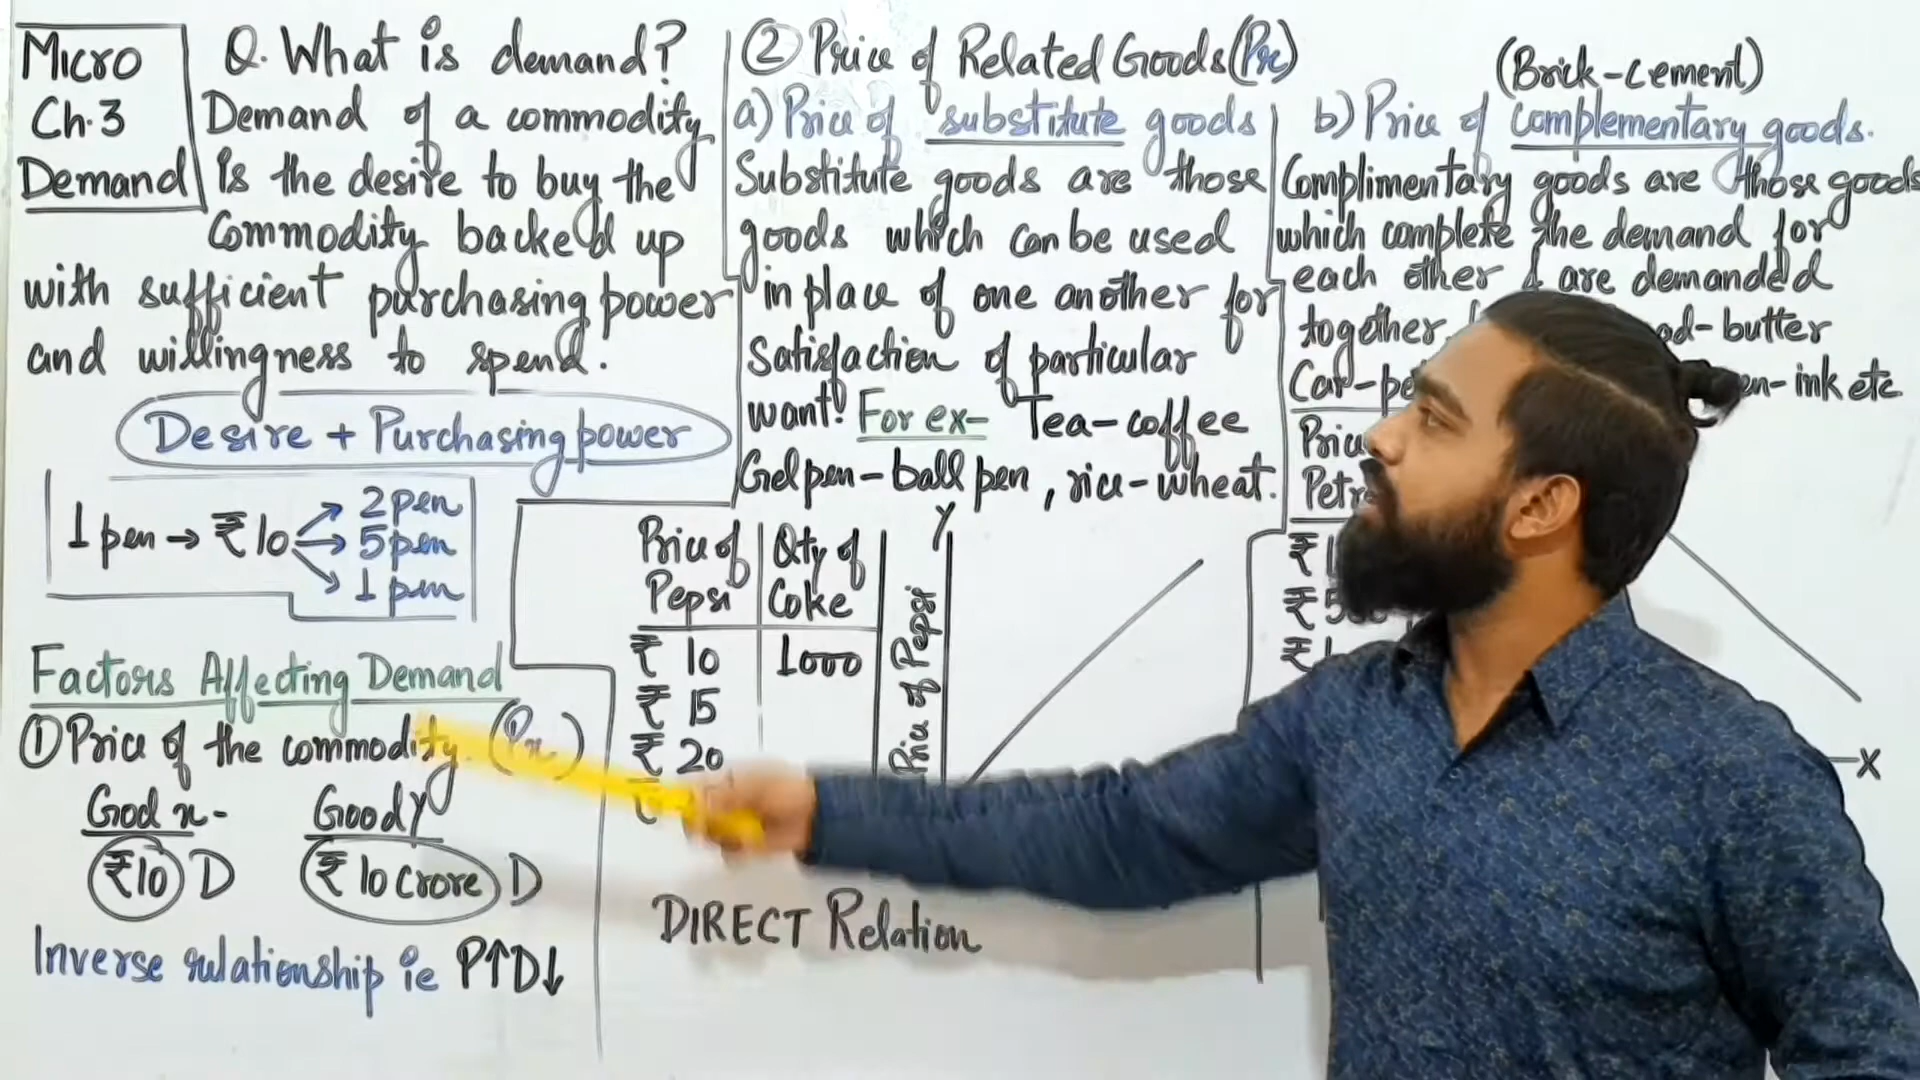 Micro
Ch.3
Demand
Q. What is demand?
Demand of a commodity
is the desire to buy the
Commodity backed up
with sufficient purchasing power
and willingness to spend.
Desire + Purchasing power
1 pen → ₹10
2 pen
5 pen
1 pen
Factors Affecting Demand
① Price of the commodity. (Px)
God x-
₹10 D
Good y
₹ 10 crore D
Inverse relationship ie P↑D↓
② Price of Related Goods (Pr)
a) Price of substitute goods
Substitute goods are those
goods which can be used
in place of one another for
Satisfaction of particular
want. For ex- Tea-coffee
Gel pen-ball pen, rice-wheat.
Price of Pepsi
Qty of Coke
₹ 10 1000
₹ 15
₹ 20
₹
Y
Price of Pepsi
DIRECT Relation
(Brick-cement)
b) Price of complementary goods.
Complimentary goods are those goods
which complete the demand for
each other & are demanded
together. -butter
Car- -ink etc
Price
₹
₹
₹
X